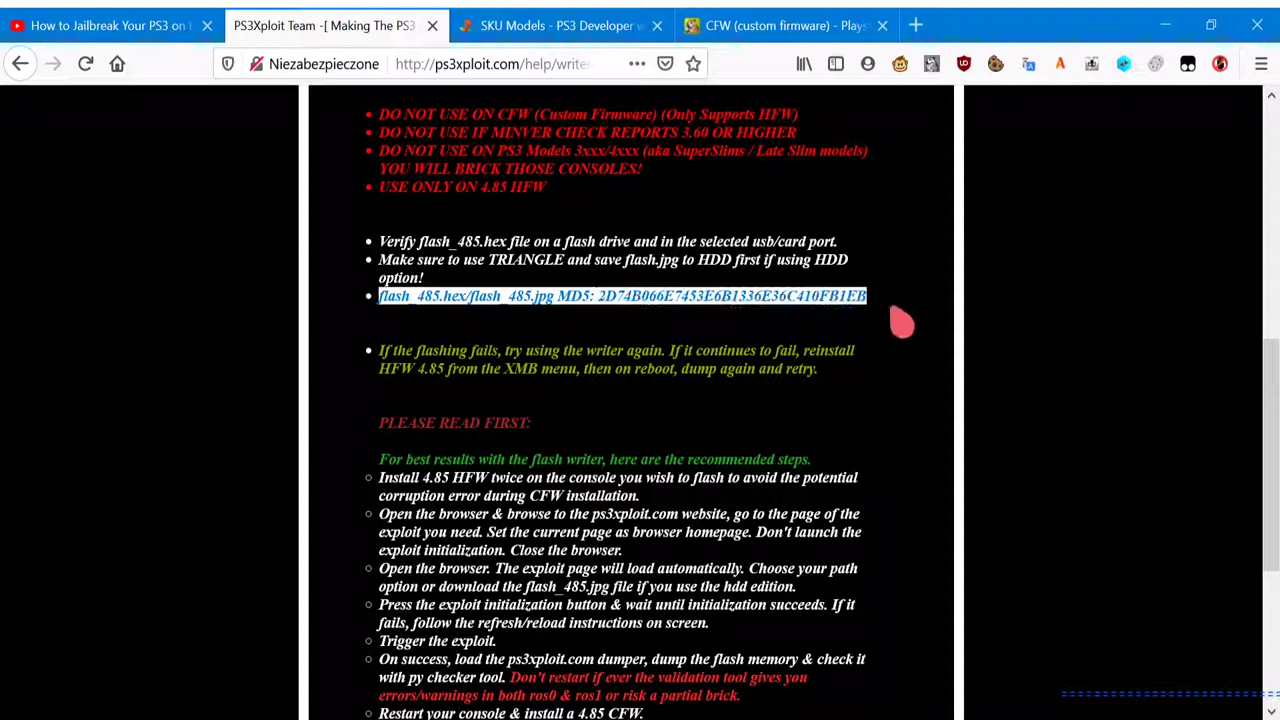 How to Jailbreak Your PS3 on
PS3Xploit Team -[ Making The PS3
SKU Models - PS3 Developer w
CFW (custom firmware) - Plays
Niezabezpieczone
http://ps3xploit.com/help/writer
DO NOT USE ON CFW (Custom Firmware) (Only Supports HFW)
DO NOT USE IF MINVER CHECK REPORTS 3.60 OR HIGHER
DO NOT USE ON PS3 Models 3xxx/4xxx (aka SuperSlims / Late Slim models)
YOU WILL BRICK THOSE CONSOLES!
USE ONLY ON 4.85 HFW
Verify flash_485.hex file on a flash drive and in the selected usb/card port.
Make sure to use TRIANGLE and save flash.jpg to HDD first if using HDD
option!
flash_485.hex/flash_485.jpg MD5: 2D74B066E7453E6B1336E36C410FB1EB
If the flashing fails, try using the writer again. If it continues to fail, reinstall
HFW 4.85 from the XMB menu, then on reboot, dump again and retry.
PLEASE READ FIRST:
For best results with the flash writer, here are the recommended steps.
Install 4.85 HFW twice on the console you wish to flash to avoid the potential
corruption error during CFW installation.
Open the browser & browse to the ps3xploit.com website, go to the page of the
exploit you need. Set the current page as browser homepage. Don't launch the
exploit initialization. Close the browser.
Open the browser. The exploit page will load automatically. Choose your path
option or download the flash_485.jpg file if you use the hdd edition.
Press the exploit initialization button & wait until initialization succeeds. If it
fails, follow the refresh/reload instructions on screen.
Trigger the exploit.
On success, load the ps3xploit.com dumper, dump the flash memory & check it
with py checker tool. Don't restart if ever the validation tool gives you
errors/warnings in both ros0 & ros1 or risk a partial brick.
Restart your console & install a 4.85 CFW.